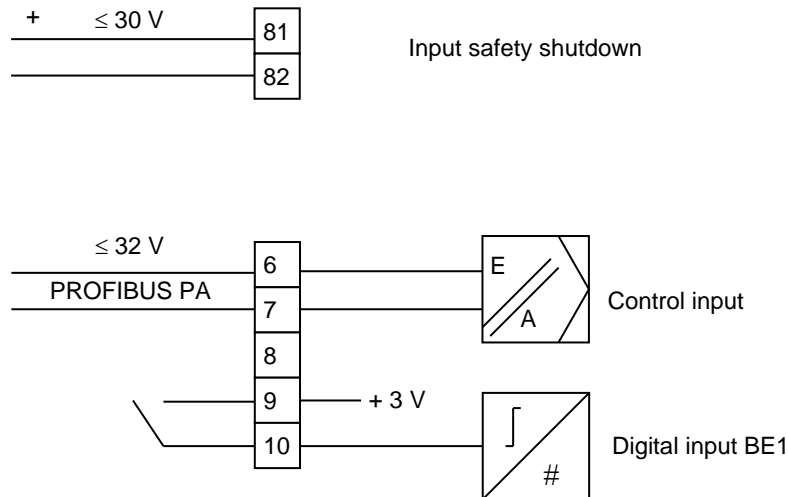 + ≤ 30 V
81
Input safety shutdown
82
≤ 32 V
6
E
PROFIBUS PA
7
A
Control input
8
9
+ 3 V
10
Digital input BE1
#